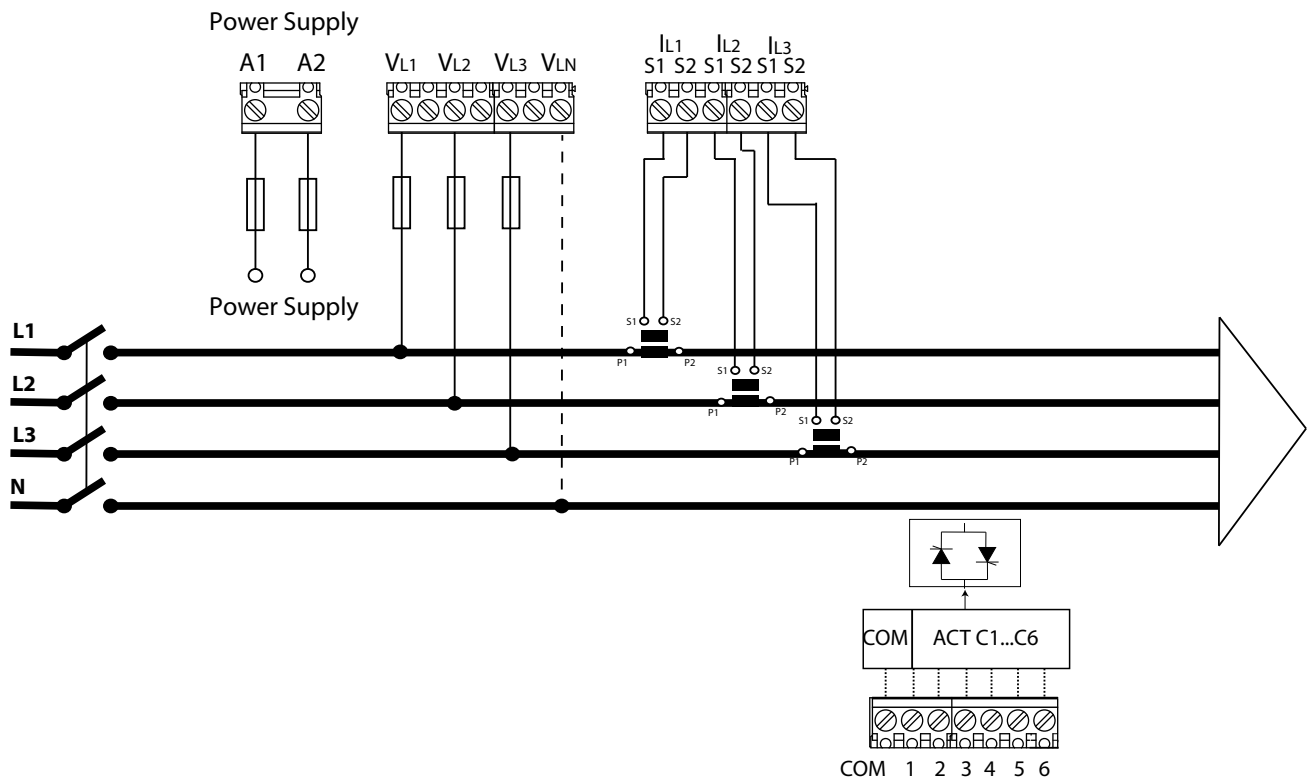 Power Supply
A1 A2
VL1 VL2 VL3 VLN
IL1 IL2 IL3
S1 S2 S1 S2 S1 S2
Power Supply
L1
S1 S2
P1 P2
L2
S1 S2
P1 P2
L3
S1 S2
P1 P2
N
COM ACT C1...C6
COM 1 2 3 4 5 6